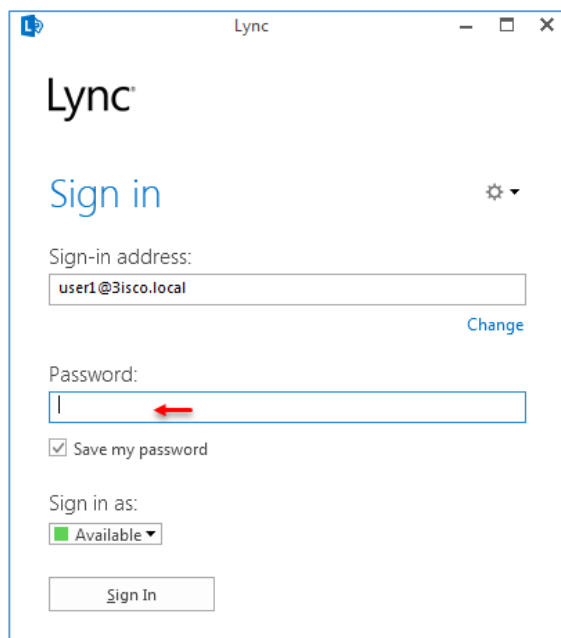 Lync
Lync
Sign in
Sign-in address:
user1@3isco.local
Change
Password:
Save my password
Sign in as:
Available
Sign In